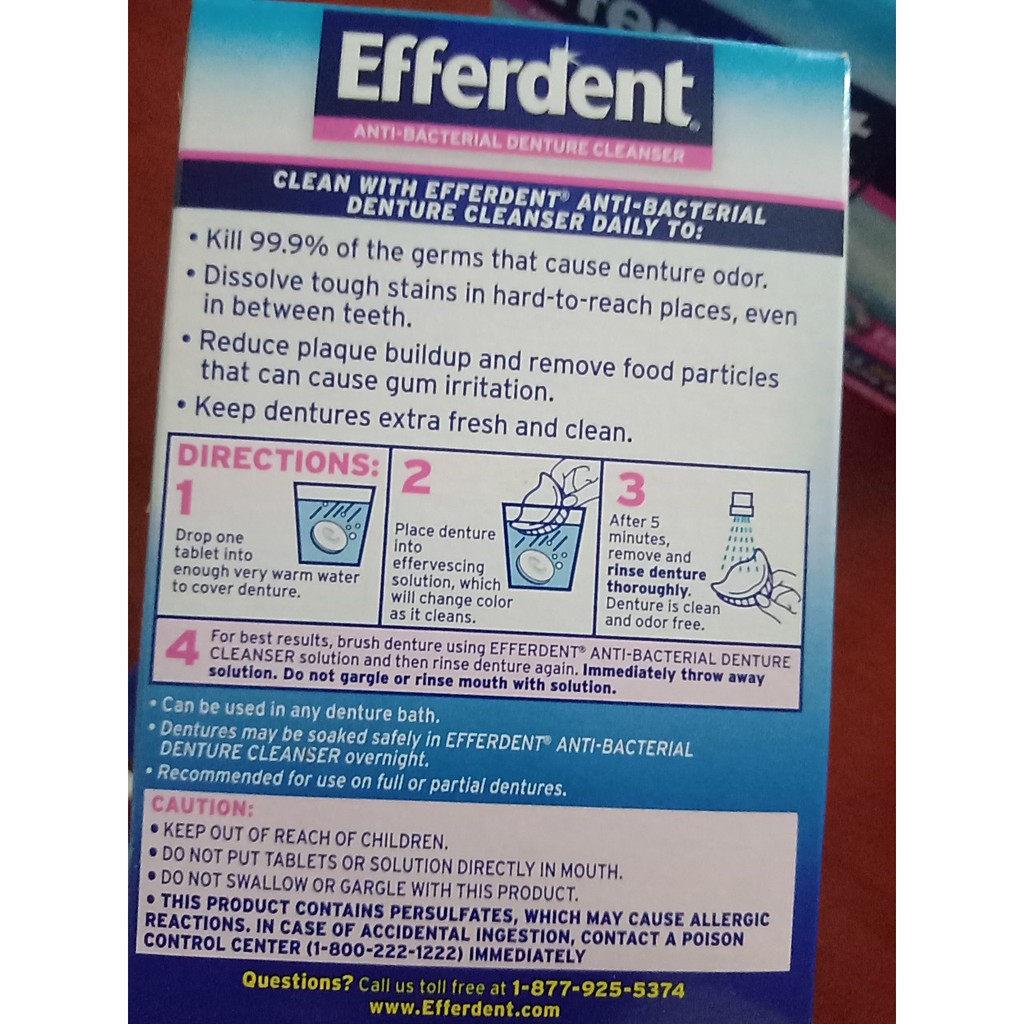 Efferdent®
ANTI-BACTERIAL DENTURE CLEANSER
CLEAN WITH EFFERDENT® ANTI-BACTERIAL
DENTURE CLEANSER DAILY TO:
• Kill 99.9% of the germs that cause denture odor.
• Dissolve tough stains in hard-to-reach places, even
in between teeth.
• Reduce plaque buildup and remove food particles
that can cause gum irritation.
• Keep dentures extra fresh and clean.
DIRECTIONS:
1
Drop one
tablet into
enough very warm water
to cover denture.
2
Place denture
into
effervescing
solution, which
will change color
as it cleans.
3
After 5
minutes,
remove and
rinse denture
thoroughly.
Denture is clean
and odor free.
4
For best results, brush denture using EFFERDENT® ANTI-BACTERIAL DENTURE
CLEANSER solution and then rinse denture again. Immediately throw away
solution. Do not gargle or rinse mouth with solution.
• Can be used in any denture bath.
• Dentures may be soaked safely in EFFERDENT® ANTI-BACTERIAL
DENTURE CLEANSER overnight.
• Recommended for use on full or partial dentures.
CAUTION:
• KEEP OUT OF REACH OF CHILDREN.
• DO NOT PUT TABLETS OR SOLUTION DIRECTLY IN MOUTH.
• DO NOT SWALLOW OR GARGLE WITH THIS PRODUCT.
• THIS PRODUCT CONTAINS PERSULFATES, WHICH MAY CAUSE ALLERGIC
REACTIONS. IN CASE OF ACCIDENTAL INGESTION, CONTACT A POISON
CONTROL CENTER (1-800-222-1222) IMMEDIATELY
Questions? Call us toll free at 1-877-925-5374
www.Efferdent.com